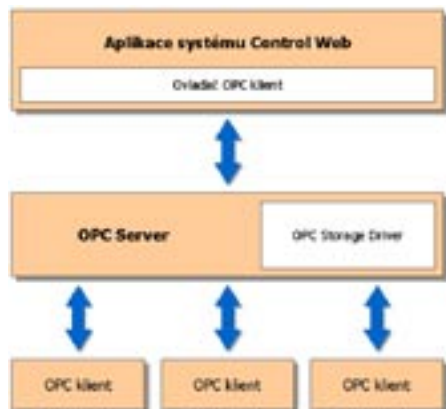 Aplikace systému Control Web
Ovladač OPC klient
OPC Server
OPC Storage Driver
OPC klient
OPC klient
OPC klient